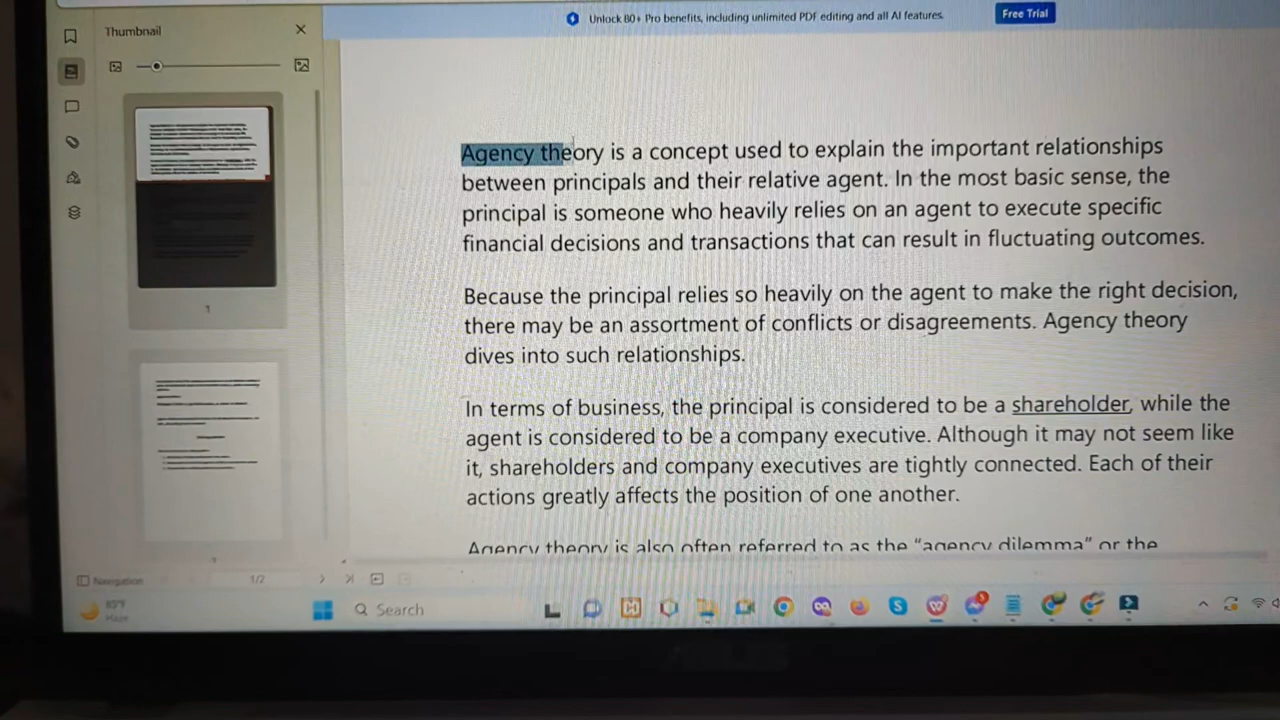 Unlock 80+ Pro benefits, including unlimited PDF editing and all AI features.
Free Trial
Thumbnail
Agency theory is a concept used to explain the important relationships
between principals and their relative agent. In the most basic sense, the
principal is someone who heavily relies on an agent to execute specific
financial decisions and transactions that can result in fluctuating outcomes.
Because the principal relies so heavily on the agent to make the right decision,
there may be an assortment of conflicts or disagreements. Agency theory
dives into such relationships.
In terms of business, the principal is considered to be a shareholder, while the
agent is considered to be a company executive. Although it may not seem like
it, shareholders and company executives are tightly connected. Each of their
actions greatly affects the position of one another.
Agency theory is also often referred to as the “agency dilemma” or the
1
Navigation
1/2
83°F
Haze
Search